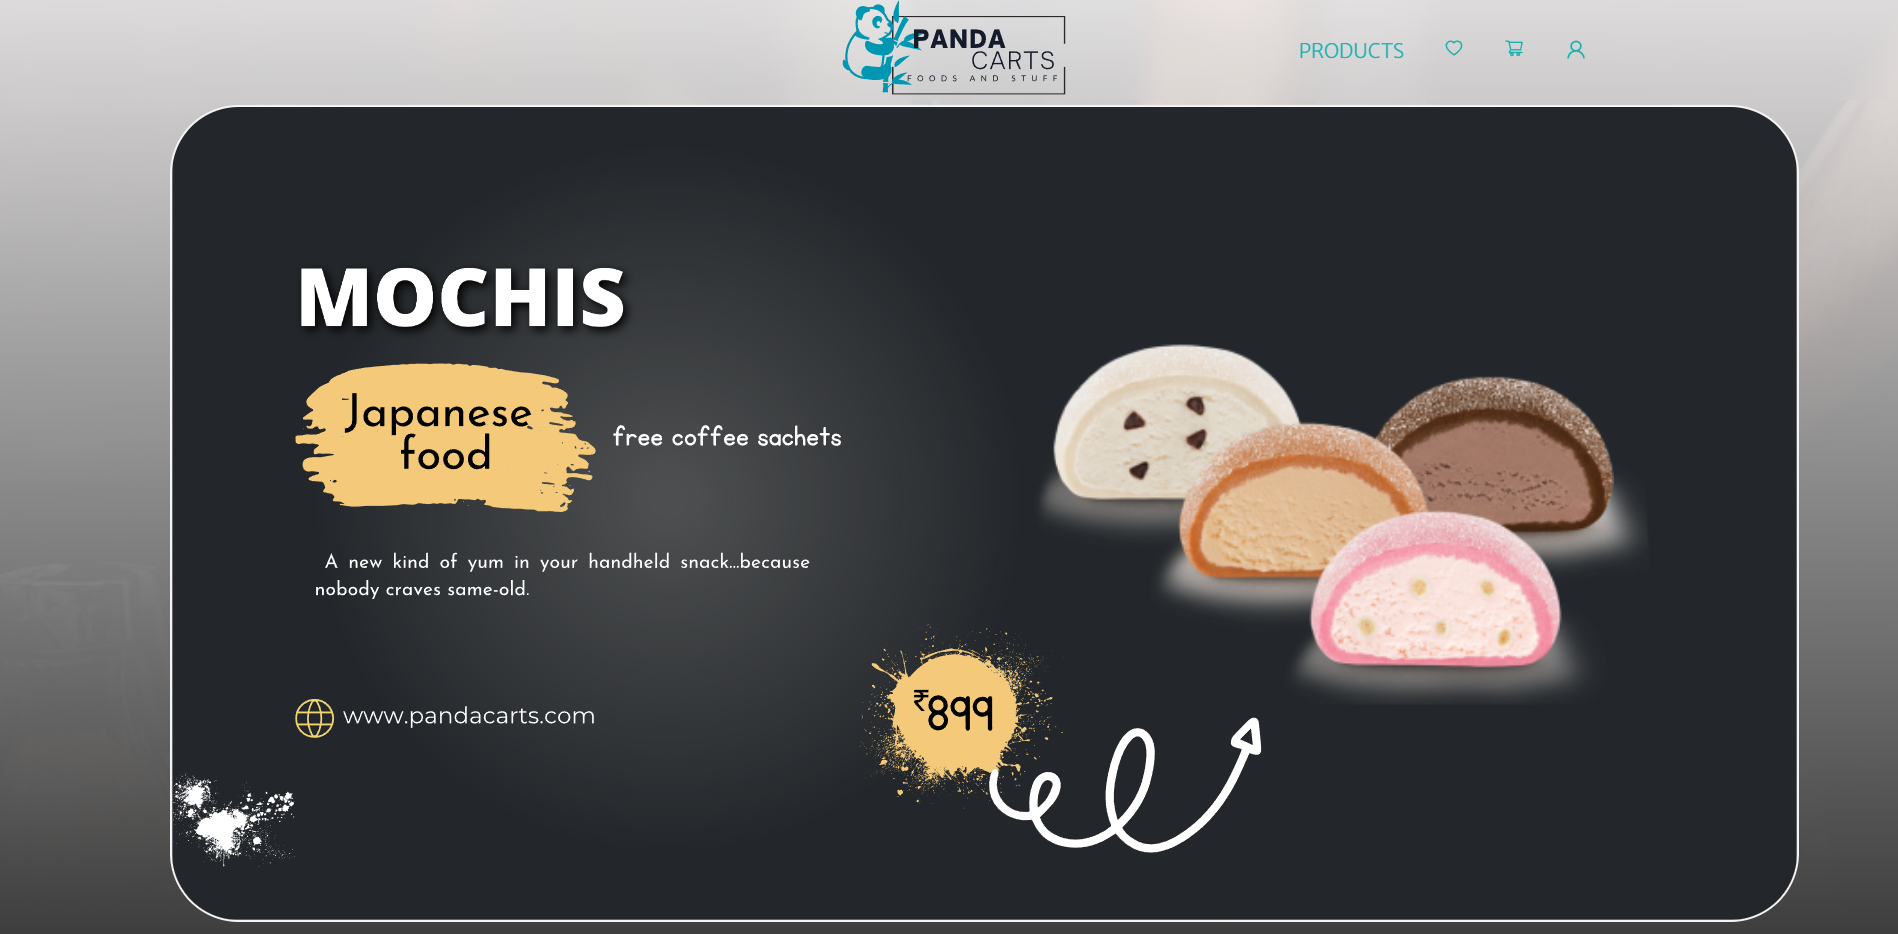 PANDA
CARTS
FOODS AND STUFF
PRODUCTS
MOCHIS
Japanese
food
free coffee sachets
A new kind of yum in your handheld snack...because
nobody craves same-old.
www.pandacarts.com
₹899